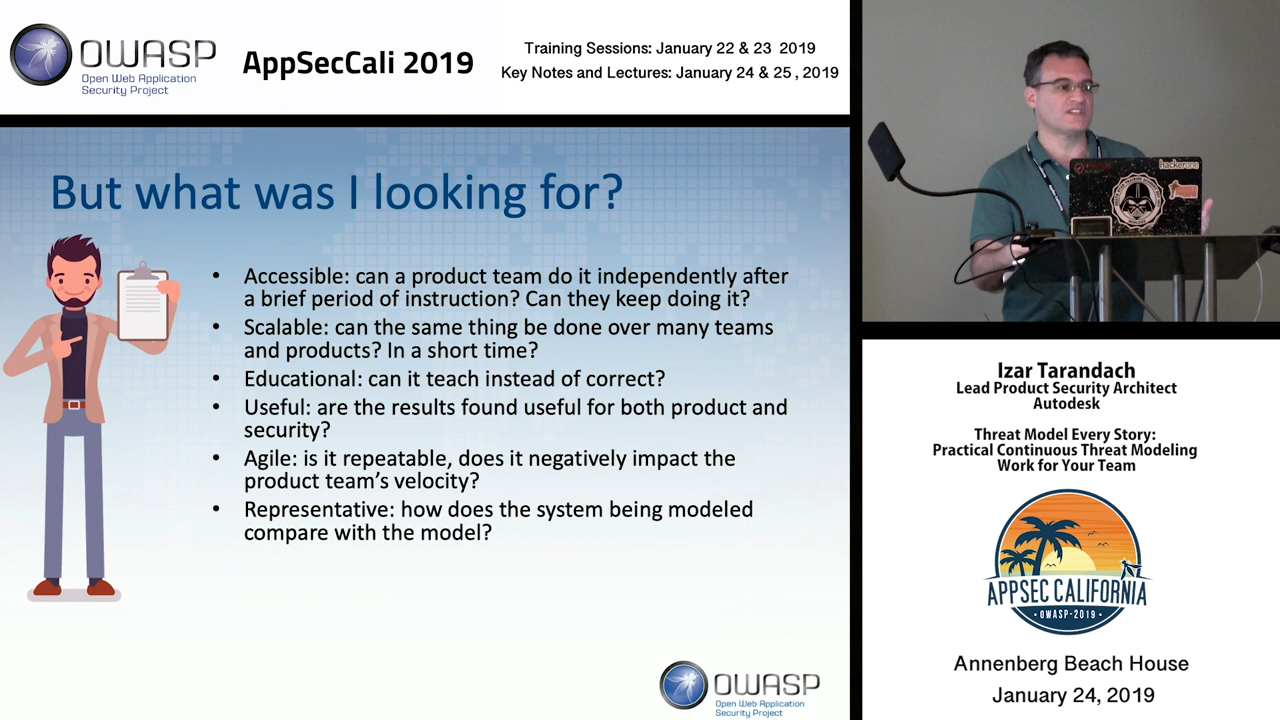 OWASP
Open Web Application
Security Project
AppSecCali 2019
Training Sessions: January 22 & 23 2019
Key Notes and Lectures: January 24 & 25 , 2019
But what was I looking for?
• Accessible: can a product team do it independently after
a brief period of instruction? Can they keep doing it?
• Scalable: can the same thing be done over many teams
and products? In a short time?
• Educational: can it teach instead of correct?
• Useful: are the results found useful for both product and
security?
• Agile: is it repeatable, does it negatively impact the
product team’s velocity?
• Representative: how does the system being modeled
compare with the model?
OWASP
Open Web Application
Security Project
hackerone
Izar Tarandach
Lead Product Security Architect
Autodesk
Threat Model Every Story:
Practical Continuous Threat Modeling
Work for Your Team
APPSEC CALIFORNIA
· OWASP-2019 ·
Annenberg Beach House
January 24, 2019